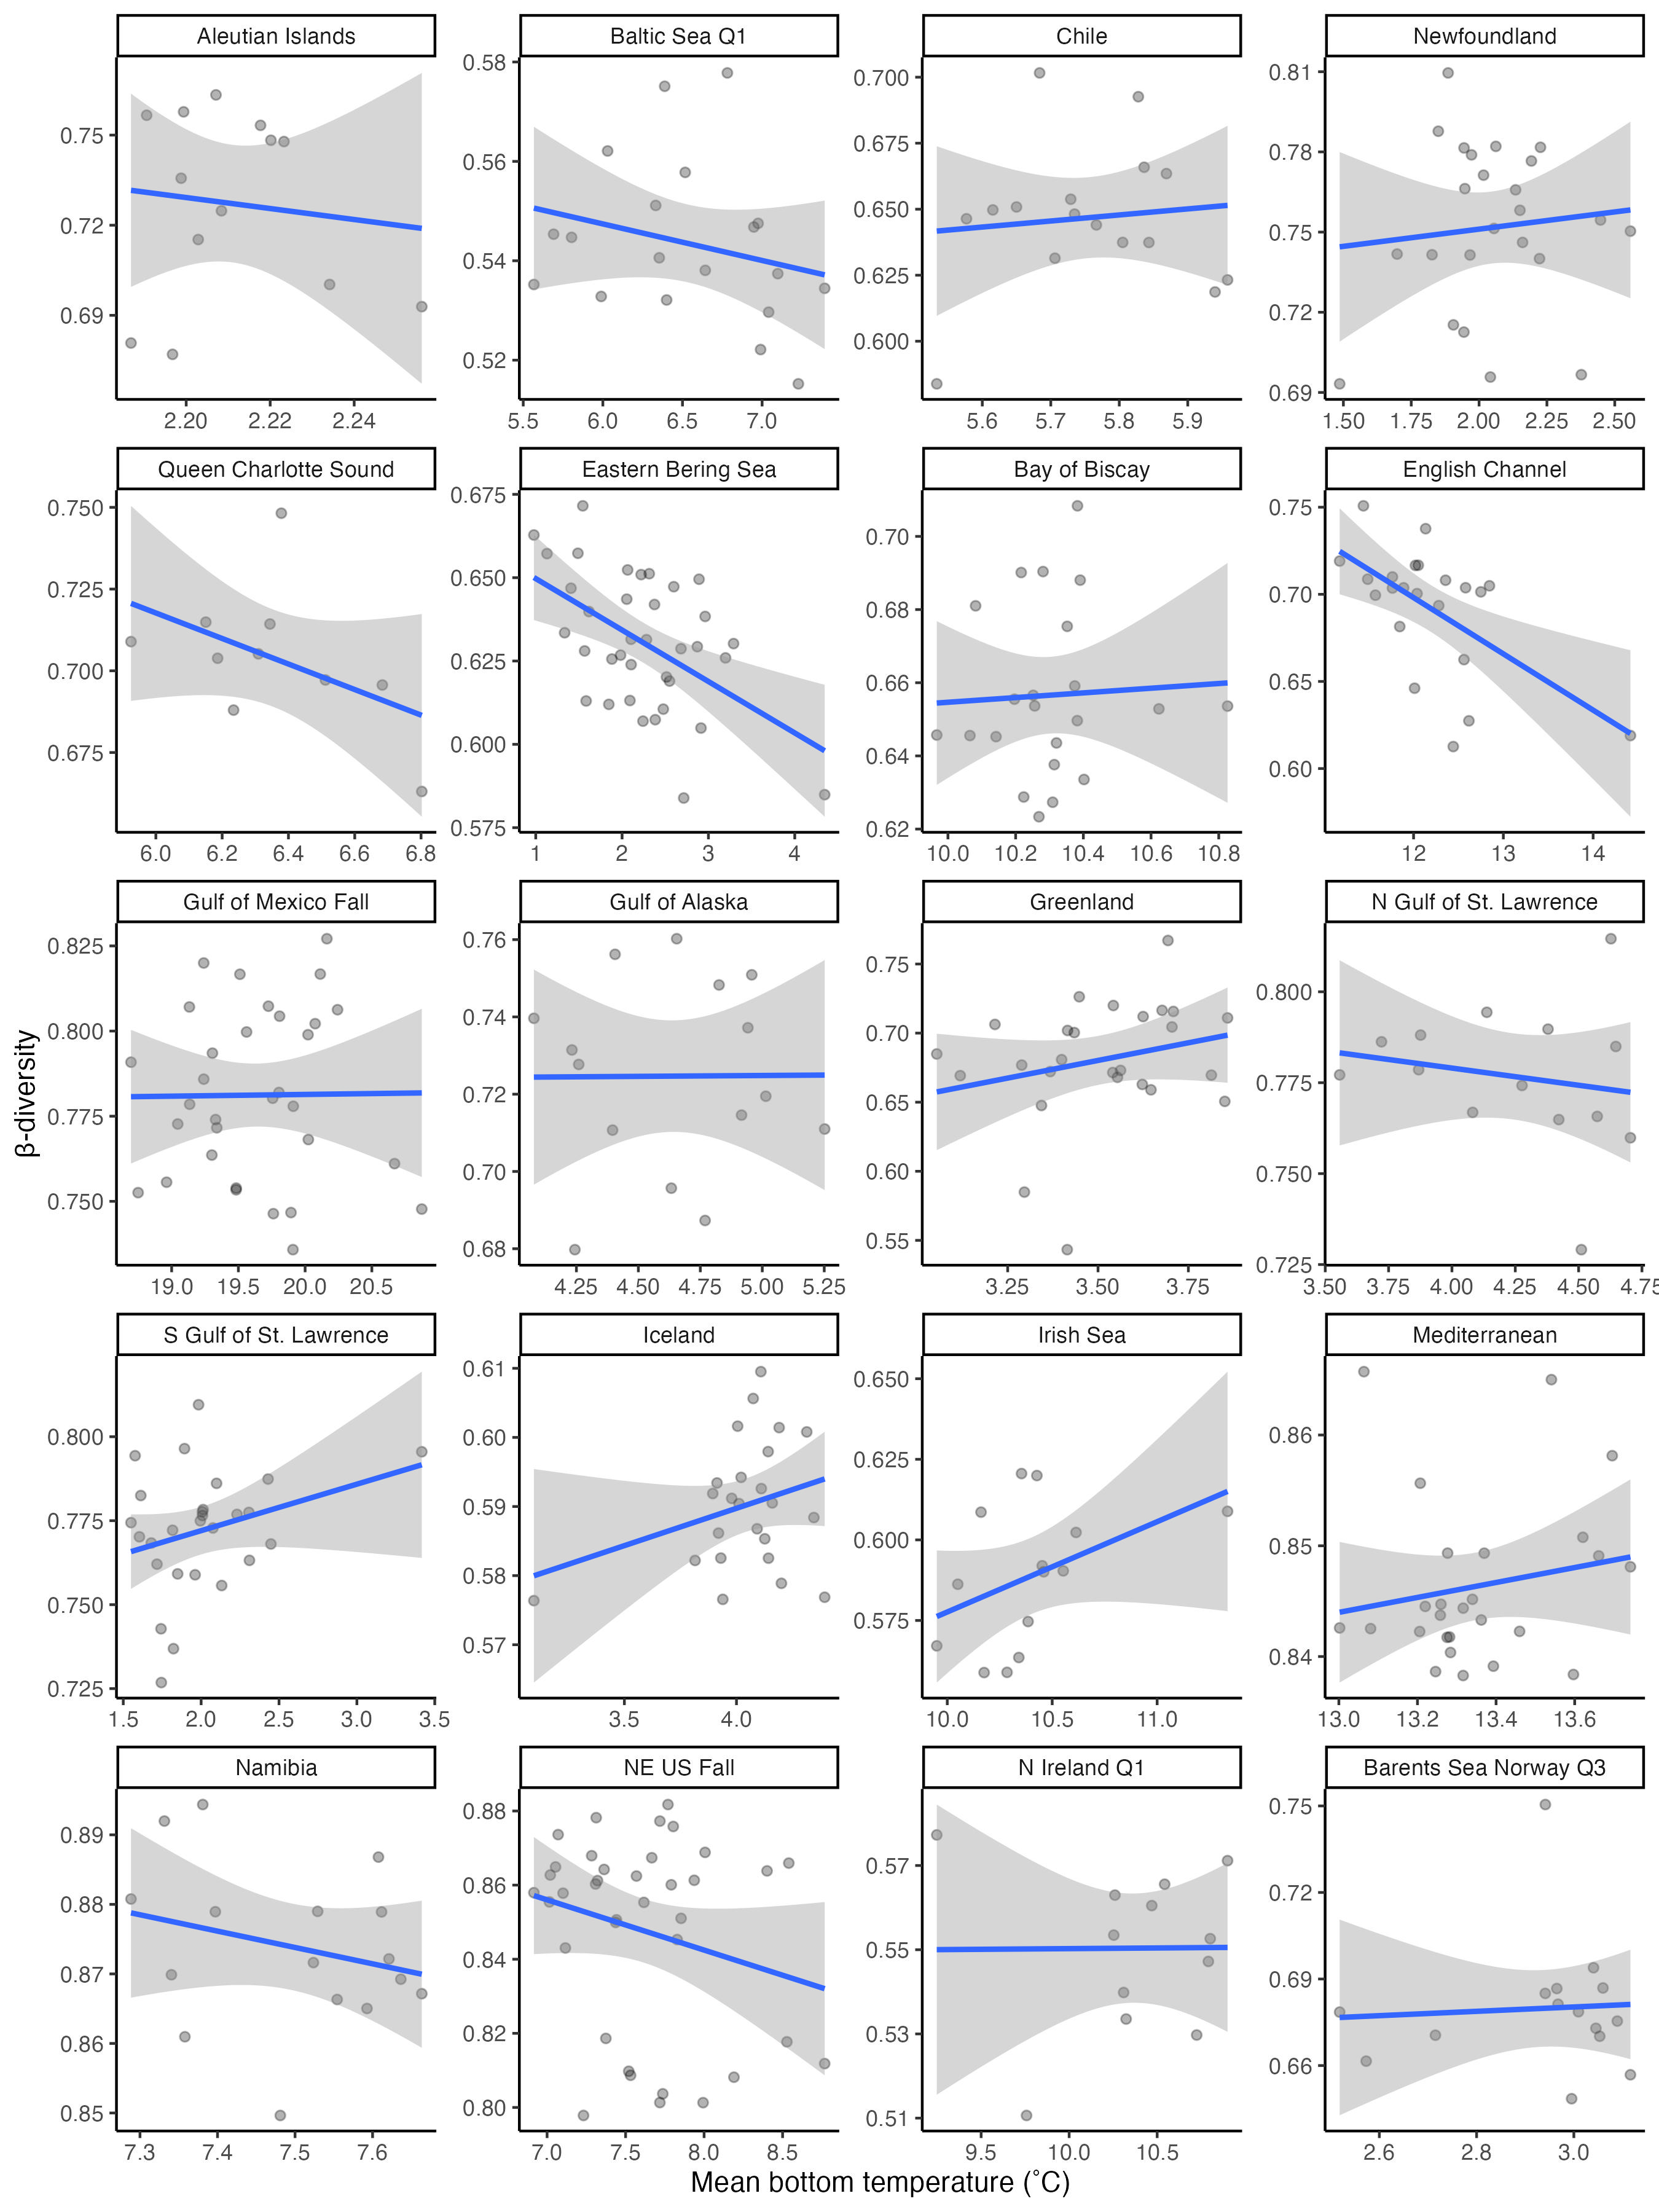 Aleutian Islands
Baltic Sea Q1
Chile
Newfoundland
0.75
0.72
0.69
2.20 2.22 2.24
0.58
0.56
0.54
0.52
5.5 6.0 6.5 7.0
0.700
0.675
0.650
0.625
0.600
5.6 5.7 5.8 5.9
0.81
0.78
0.75
0.72
0.69
1.50 1.75 2.00 2.25 2.50
Queen Charlotte Sound
Eastern Bering Sea
Bay of Biscay
English Channel
0.750
0.725
0.700
0.675
6.0 6.2 6.4 6.6 6.8
0.675
0.650
0.625
0.600
0.575
1 2 3 4
0.70
0.68
0.66
0.64
0.62
10.0 10.2 10.4 10.6 10.8
0.75
0.70
0.65
0.60
12 13 14
Gulf of Mexico Fall
Gulf of Alaska
Greenland
N Gulf of St. Lawrence
0.825
0.800
0.775
0.750
19.0 19.5 20.0 20.5
0.76
0.74
0.72
0.70
0.68
4.25 4.50 4.75 5.00 5.25
0.75
0.70
0.65
0.60
0.55
3.25 3.50 3.75
0.800
0.775
0.750
0.725
3.50 3.75 4.00 4.25 4.50 4.75
S Gulf of St. Lawrence
Iceland
Irish Sea
Mediterranean
0.800
0.775
0.750
0.725
1.5 2.0 2.5 3.0 3.5
0.61
0.60
0.59
0.58
0.57
3.5 4.0
0.650
0.625
0.600
0.575
10.0 10.5 11.0
0.86
0.85
0.84
13.0 13.2 13.4 13.6
Namibia
NE US Fall
N Ireland Q1
Barents Sea Norway Q3
0.89
0.88
0.87
0.86
0.85
7.3 7.4 7.5 7.6
0.88
0.86
0.84
0.82
0.80
7.0 7.5 8.0 8.5
0.57
0.55
0.53
0.51
9.5 10.0 10.5
0.75
0.72
0.69
0.66
2.6 2.8 3.0
β-diversity
Mean bottom temperature (˚C)